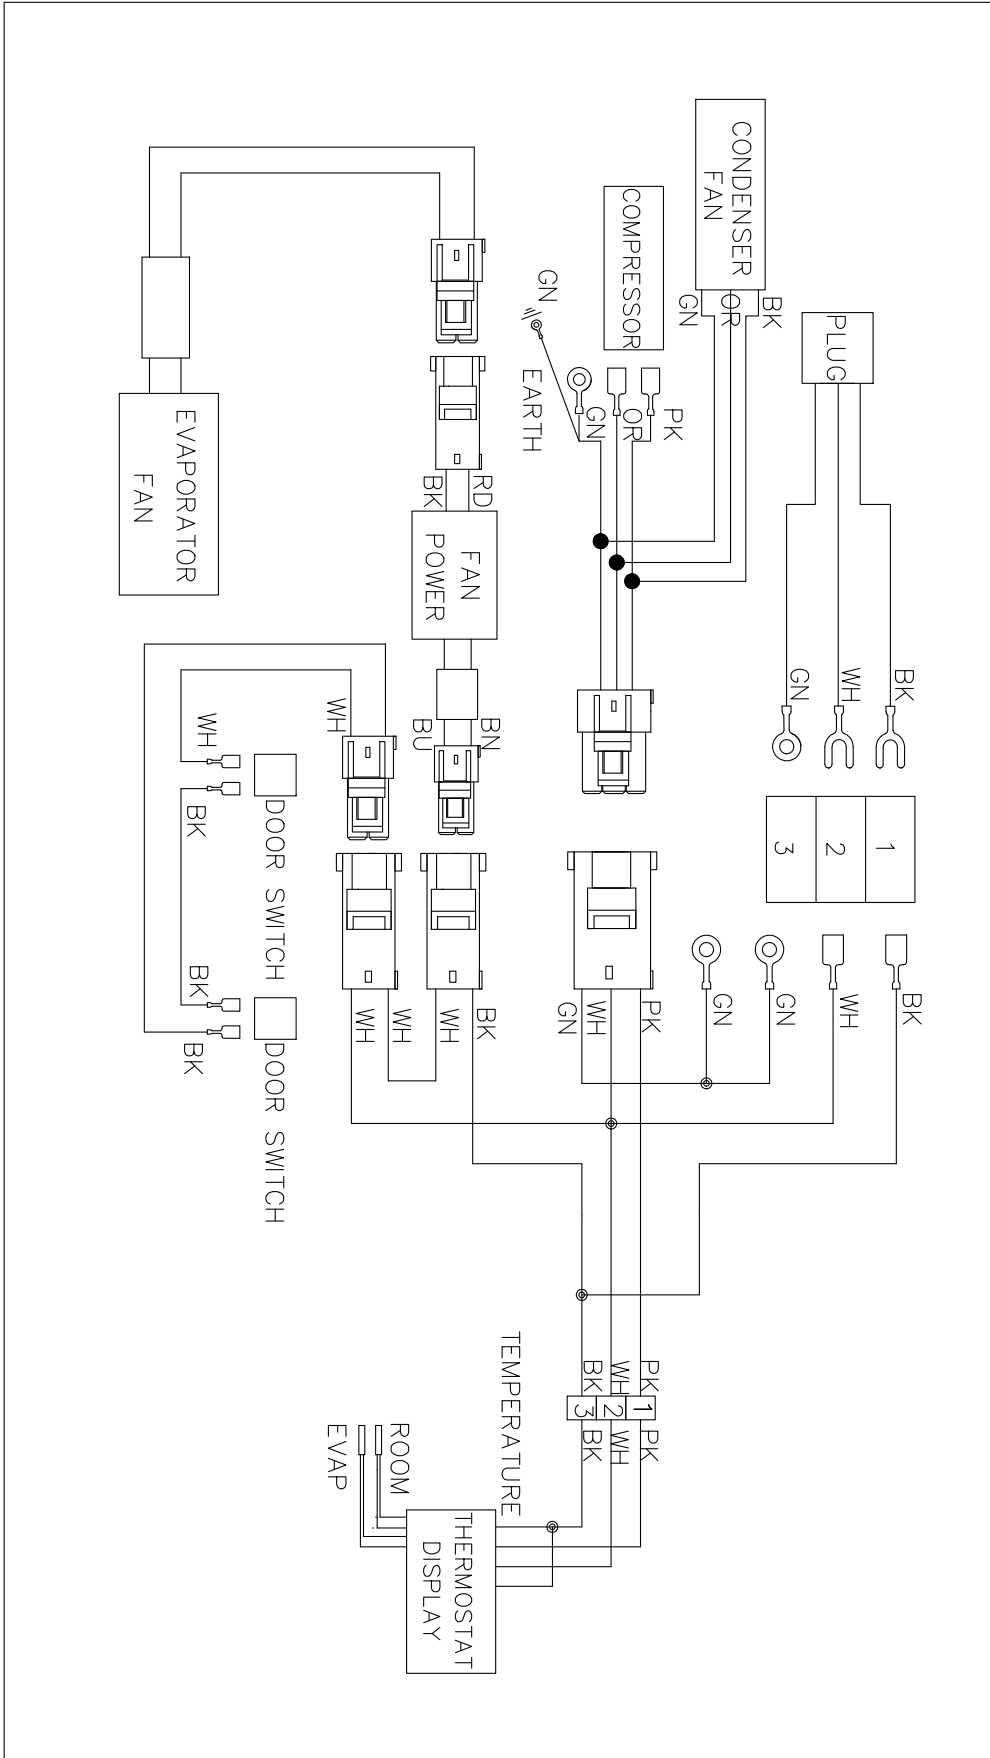 CONDENSER
FAN
BK
OR
GN
PLUG
COMPRESSOR
PK
OR
GN
GN
EARTH
EVAPORATOR
FAN
RD
BK
FAN
POWER
BN
BU
BK
WH
GN
1
2
3
WH
WH
BK
DOOR SWITCH
BK
BK
DOOR SWITCH
BK
WH
GN
GN
PK
WH
GN
BK
WH
WH
WH
PK
WH
BK
1
2
3
PK
WH
BK
TEMPERATURE
ROOM
EVAP
THERMOSTAT
DISPLAY